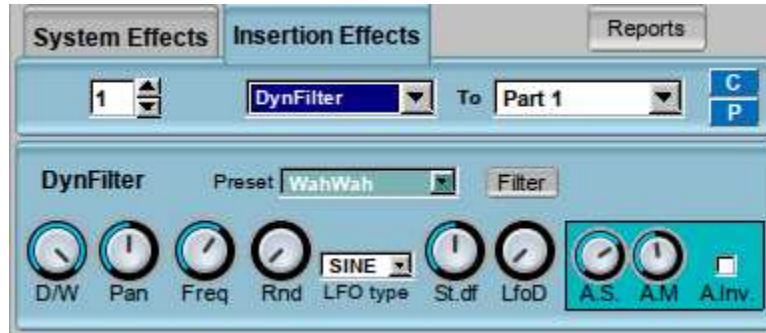 System Effects Insertion Effects Reports
1 DynFilter To Part 1 C
P
DynFilter Preset WahWah Filter
SINE
D/W Pan Freq Rnd LFO type St.df LfoD A.S. A.M A.Inv.